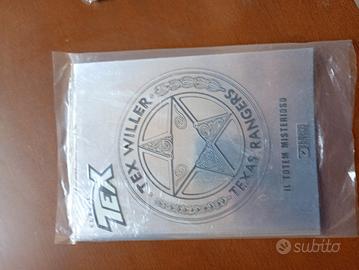 TEX
TEX WILLER
TEXAS RANGERS
IL TOTEM MISTERIOSO
subito